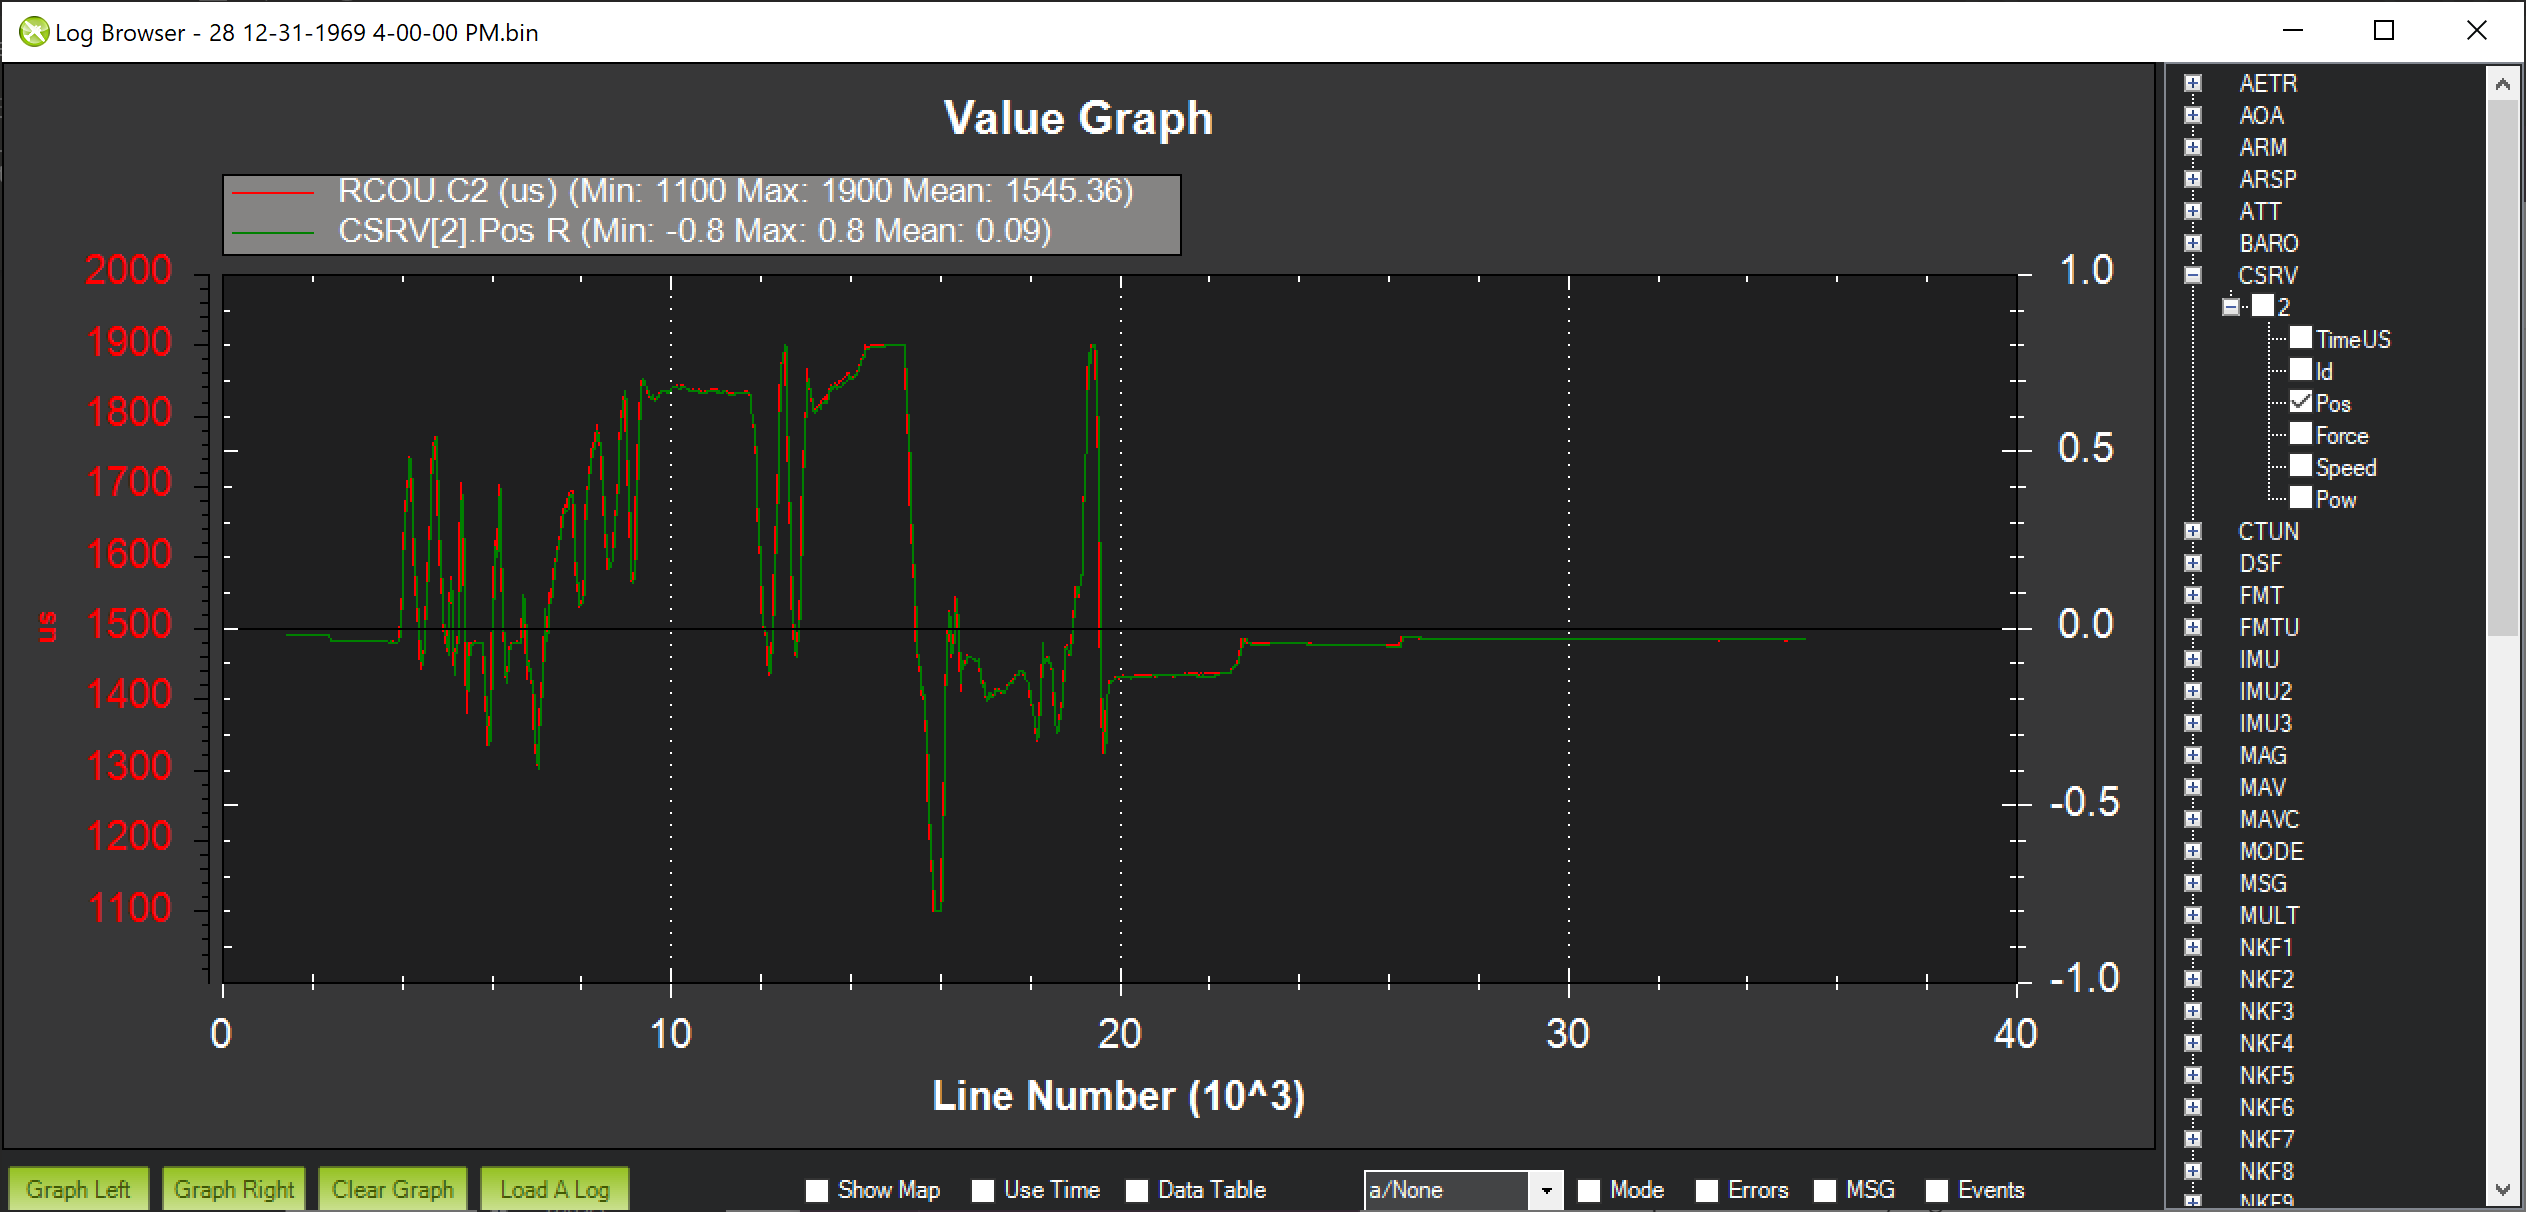 Log Browser - 28 12-31-1969 4-00-00 PM.bin
Value Graph
RCOU.C2 (us) (Min: 1100 Max: 1900 Mean: 1545.36)
CSRV[2].Pos R (Min: -0.8 Max: 0.8 Mean: 0.09)
2000
1900
1800
1700
1600
1500
1400
1300
1200
1100
us
1.0
0.5
0.0
-0.5
-1.0
0 10 20 30 40
Line Number (10^3)
AETR
AOA
ARM
ARSP
ATT
BARO
CSRV
2
TimeUS
Id
Pos
Force
Speed
Pow
CTUN
DSF
FMT
FMTU
IMU
IMU2
IMU3
MAG
MAV
MAVC
MODE
MSG
MULT
NKF1
NKF2
NKF3
NKF4
NKF5
NKF6
NKF7
NKF8
NKF9
Graph Left Graph Right Clear Graph Load A Log Show Map Use Time Data Table a/None Mode Errors MSG Events